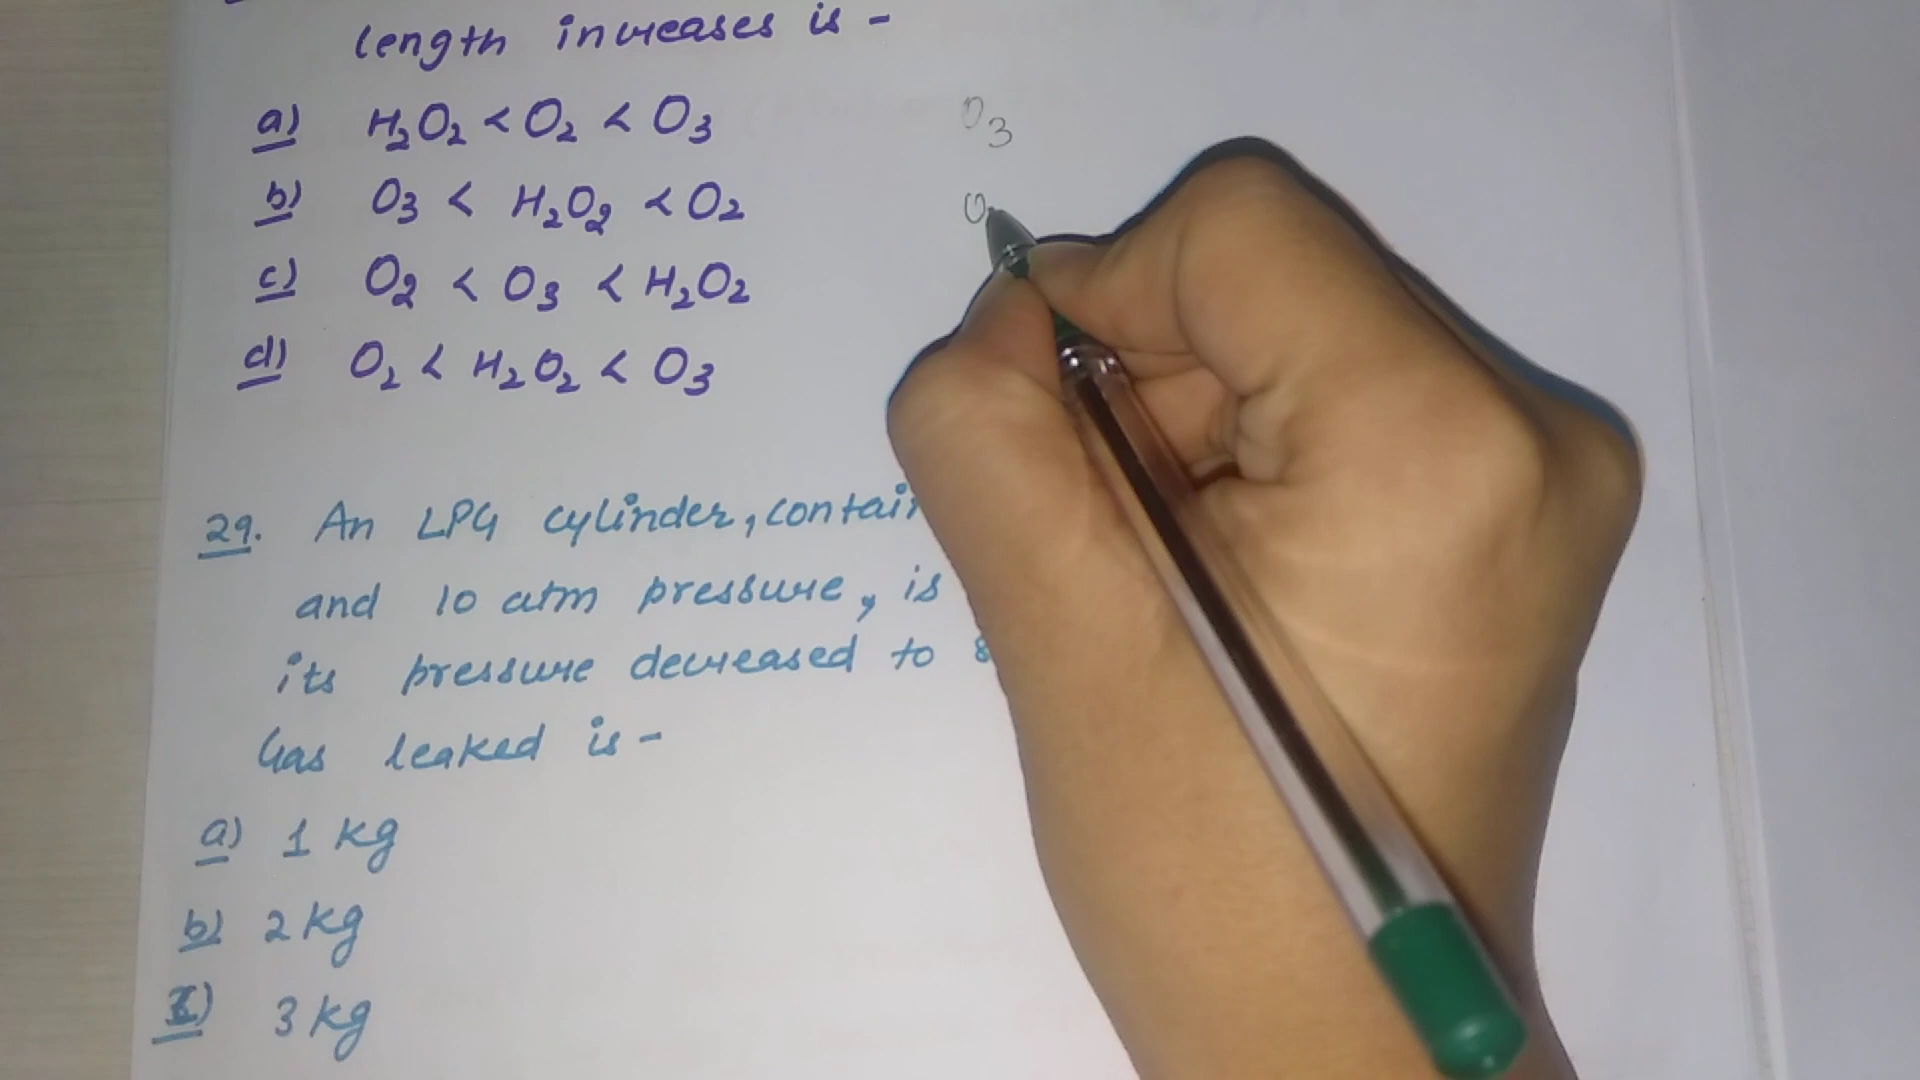 length increases is -
a) H₂O₂ < O₂ < O₃
b) O₃ < H₂O₂ < O₂
c) O₂ < O₃ < H₂O₂
d) O₂ < H₂O₂ < O₃
O₃
O
29. An LPG cylinder, contain
and 10 atm pressure, is
its pressure decreased to 8
Gas leaked is -
a) 1 kg
b) 2 kg
c) 3 kg